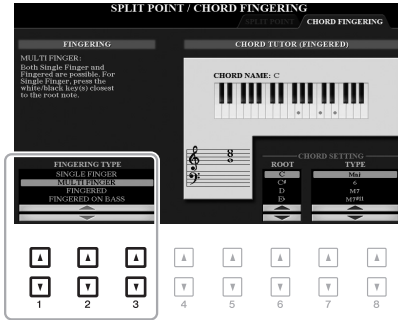 SPLIT POINT / CHORD FINGERING
SPLIT POINT
CHORD FINGERING
FINGERING
MULTI FINGER:
Both Single Finger and
Fingered are possible. For
Single Finger, press the
white/black key(s) closest
to the root note.
CHORD TUTOR (FINGERED)
CHORD NAME: C
FINGERING TYPE
SINGLE FINGER
MULTI FINGER
FINGERED
FINGERED ON BASS
CHORD SETTING
ROOT
C
C#
D
E♭
TYPE
Maj
6
M7
M7#11
1 2 3 4 5 6 7 8